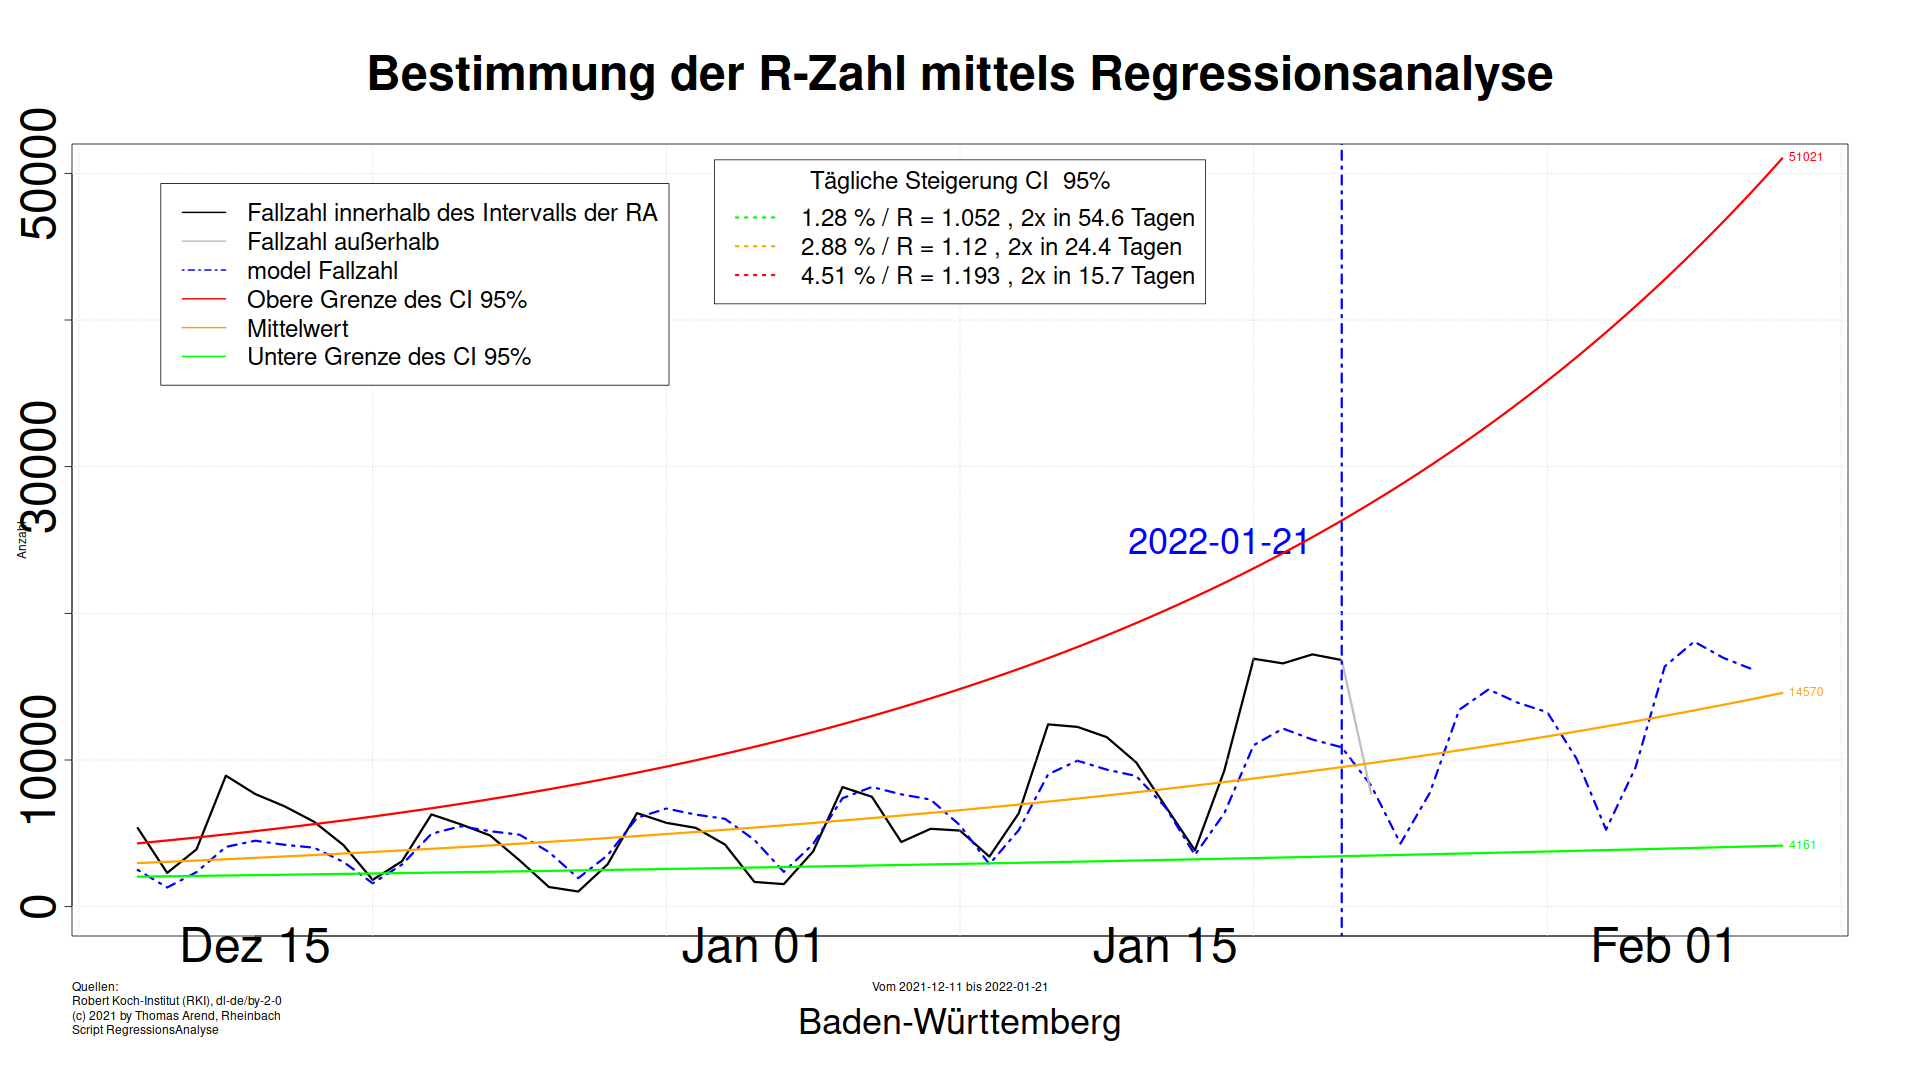 Bestimmung der R-Zahl mittels Regressionsanalyse
50000
30000
10000
0
Anzahl
Fallzahl innerhalb des Intervalls der RA
Fallzahl außerhalb
model Fallzahl
Obere Grenze des CI 95%
Mittelwert
Untere Grenze des CI 95%
Tägliche Steigerung CI 95%
1.28 % / R = 1.052 , 2x in 54.6 Tagen
2.88 % / R = 1.12 , 2x in 24.4 Tagen
4.51 % / R = 1.193 , 2x in 15.7 Tagen
51021
2022-01-21
14570
4161
Dez 15
Jan 01
Jan 15
Feb 01
Quellen:
Robert Koch-Institut (RKI), dl-de/by-2-0
(c) 2021 by Thomas Arend, Rheinbach
Script RegressionsAnalyse
Vom 2021-12-11 bis 2022-01-21
Baden-Württemberg